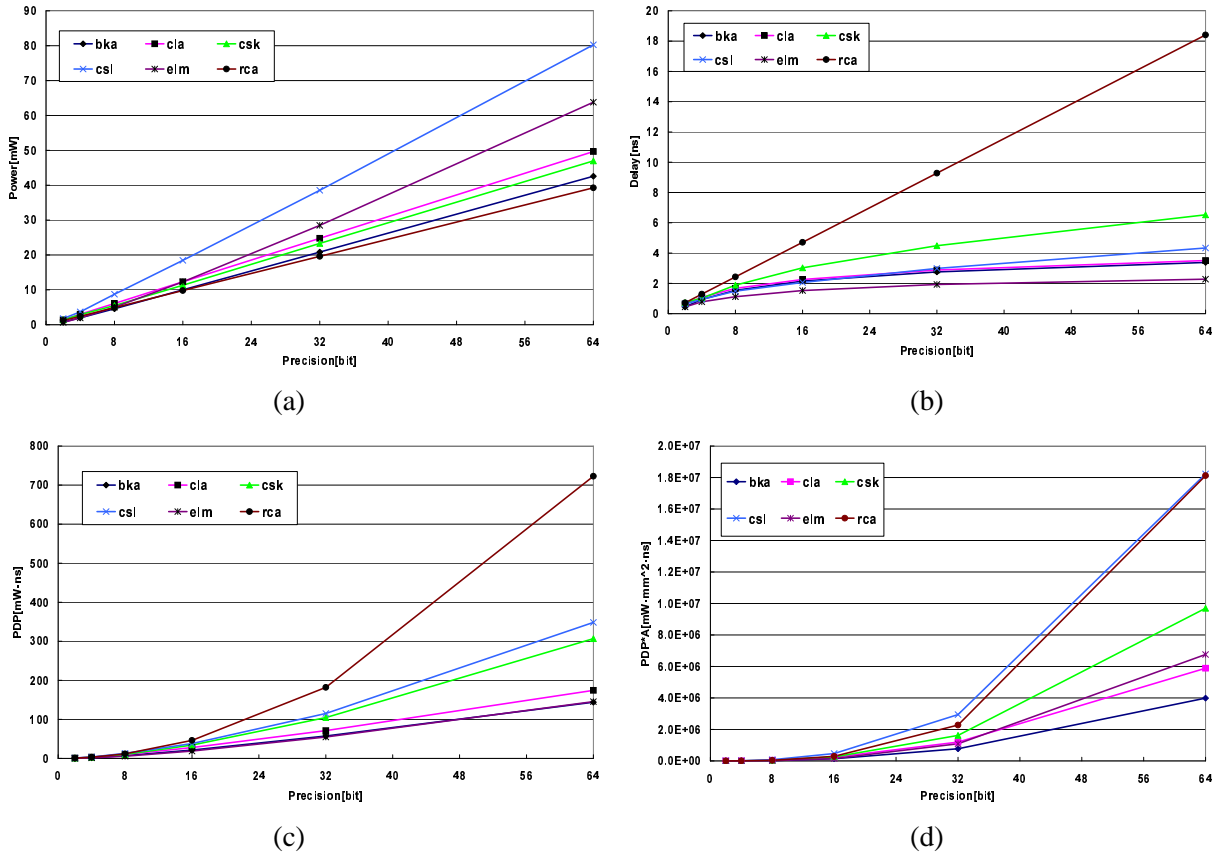 90
80
70
60
50
40
30
20
10
0
Power[mW]
bka cla csk
csl elm rca
0 8 16 24 32 40 48 56 64
Precision[bit]
(a)
20
18
16
14
12
10
8
6
4
2
0
Delay[ns]
bka cla csk
csl elm rca
0 8 16 24 32 40 48 56 64
Precision[bit]
(b)
800
700
600
500
400
300
200
100
0
PDP[mW·ns]
bka cla csk
csl elm rca
0 8 16 24 32 40 48 56 64
Precision[bit]
(c)
2.0E+07
1.8E+07
1.6E+07
1.4E+07
1.2E+07
1.0E+07
8.0E+06
6.0E+06
4.0E+06
2.0E+06
0.0E+00
PDP*A[mW·mm^2·ns]
bka cla csk
csl elm rca
0 8 16 24 32 40 48 56 64
Precision[bit]
(d)